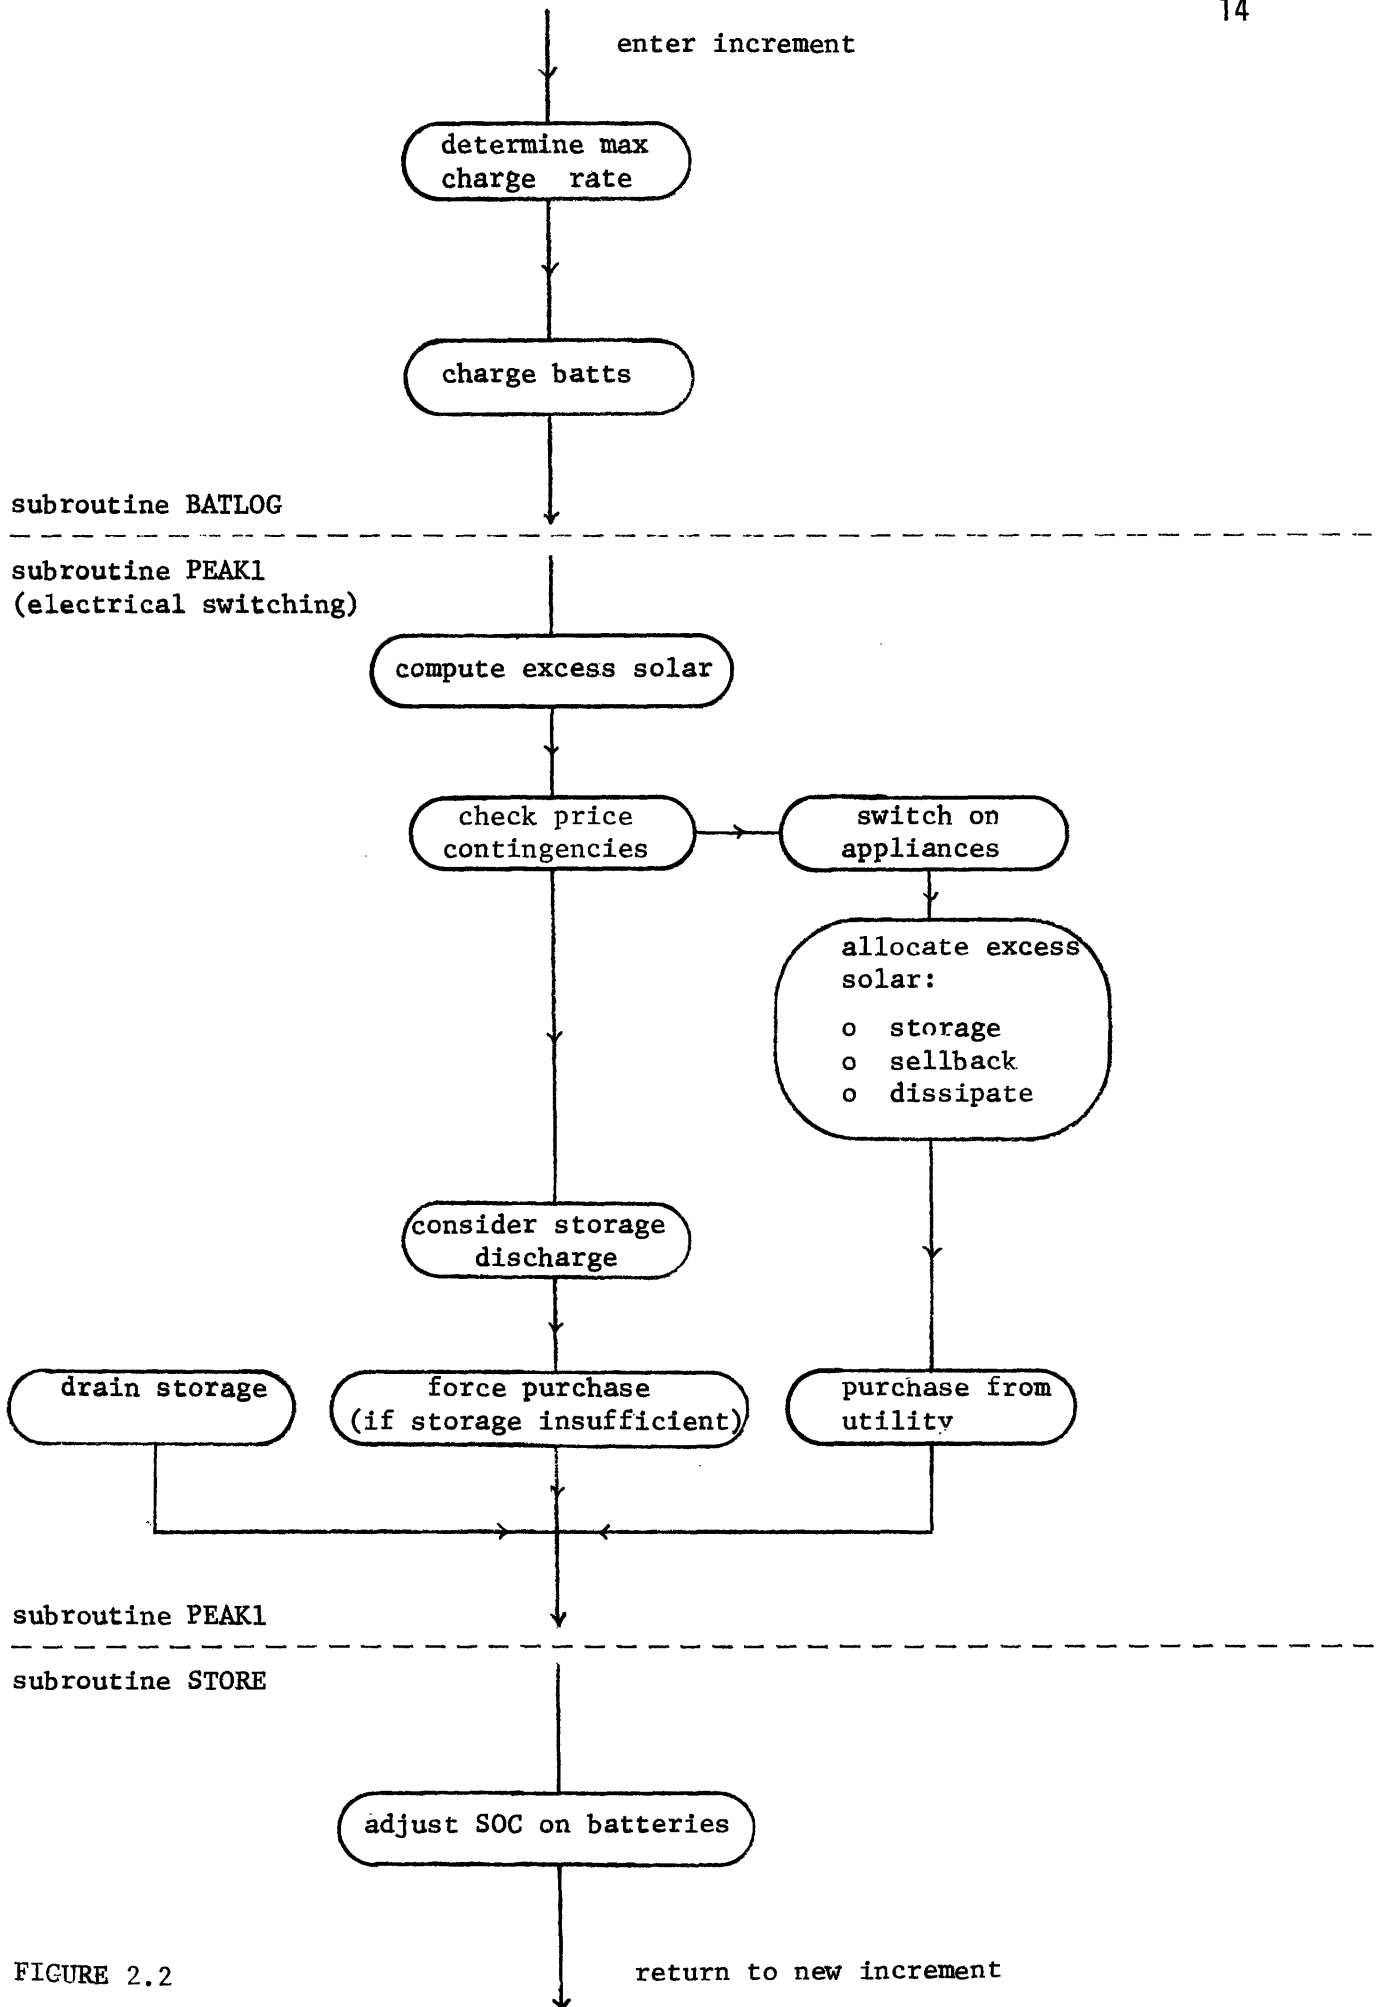 14
enter increment
determine max
charge rate
charge batts
subroutine BATLOG
subroutine PEAK1
(electrical switching)
compute excess solar
check price
contingencies
switch on
appliances
allocate excess
solar:
o storage
o sellback
o dissipate
consider storage
discharge
drain storage
force purchase
(if storage insufficient)
purchase from
utility
subroutine PEAK1
subroutine STORE
adjust SOC on batteries
FIGURE 2.2
return to new increment